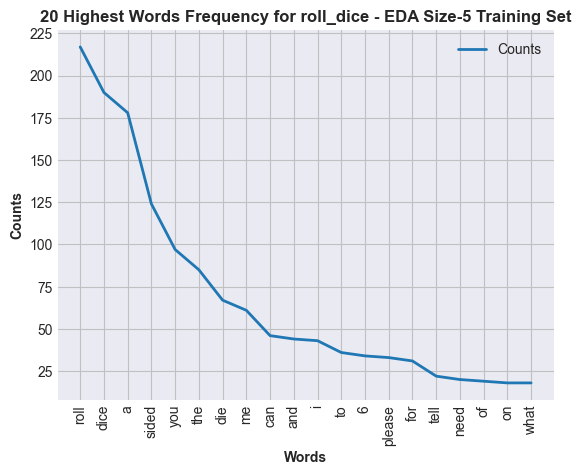 20 Highest Words Frequency for roll_dice - EDA Size-5 Training Set
Counts
225
200
175
150
125
100
75
50
25
Counts
roll
dice
a
sided
you
the
die
me
can
and
i
to
6
please
for
tell
need
of
on
what
Words